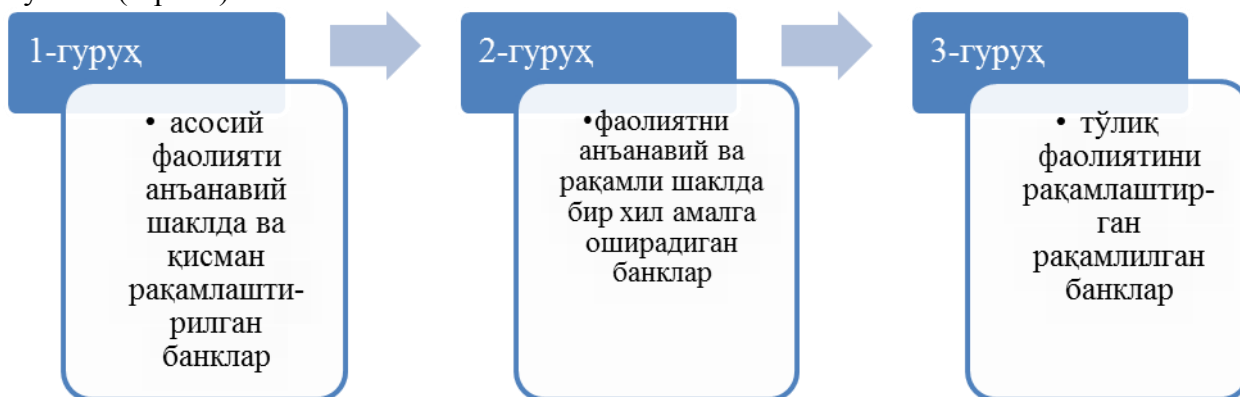 1-гуруҳ
• асосий
фаолияти
анъанавий
шаклда ва
қисман
рақамлашти-
рилган
банклар
2-гуруҳ
•фаолиятни
анъанавий ва
рақамли шаклда
бир хил амалга
оширадиган
банклар
3-гуруҳ
• тўлиқ
фаолиятини
рақамлаштир-
ган
рақамлилган
банклар